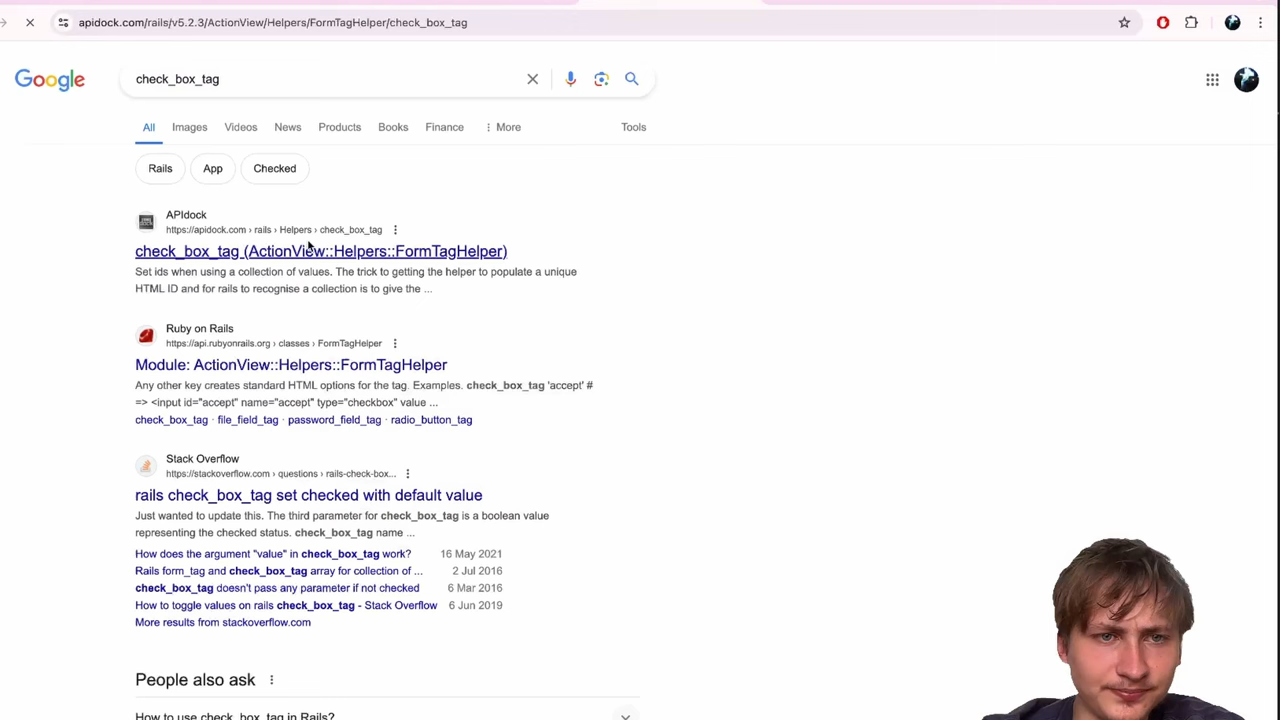 apidock.com/rails/v5.2.3/ActionView/Helpers/FormTagHelper/check_box_tag
Google
check_box_tag
All
Images
Videos
News
Products
Books
Finance
More
Tools
Rails
App
Checked
APIdock
https://apidock.com › rails › Helpers › check_box_tag
check_box_tag (ActionView::Helpers::FormTagHelper)
Set ids when using a collection of values. The trick to getting the helper to populate a unique
HTML ID and for rails to recognise a collection is to give the ...
Ruby on Rails
https://api.rubyonrails.org › classes › FormTagHelper
Module: ActionView::Helpers::FormTagHelper
Any other key creates standard HTML options for the tag. Examples. check_box_tag 'accept' #
=> <input id="accept" name="accept" type="checkbox" value ...
check_box_tag · file_field_tag · password_field_tag · radio_button_tag
Stack Overflow
https://stackoverflow.com › questions › rails-check-box...
rails check_box_tag set checked with default value
Just wanted to update this. The third parameter for check_box_tag is a boolean value
representing the checked status. check_box_tag name ...
How does the argument "value" in check_box_tag work? 16 May 2021
Rails form_tag and check_box_tag array for collection of ... 2 Jul 2016
check_box_tag doesn't pass any parameter if not checked 6 Mar 2016
How to toggle values on rails check_box_tag - Stack Overflow 6 Jun 2019
More results from stackoverflow.com
People also ask
How to use check_box_tag in Rails?